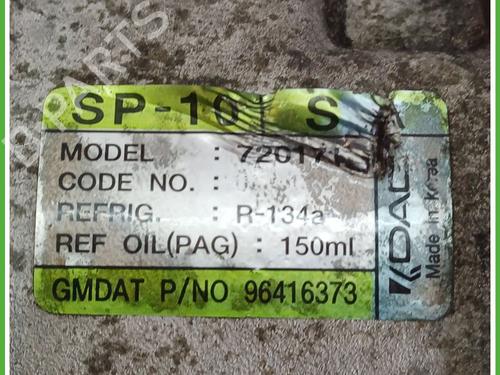 SP-10 S
MODEL :
CODE NO. :
REFRIG. : R-134a
REF OIL(PAG) : 150ml
GMDAT P/NO 96416373
DAC
Made in Korea